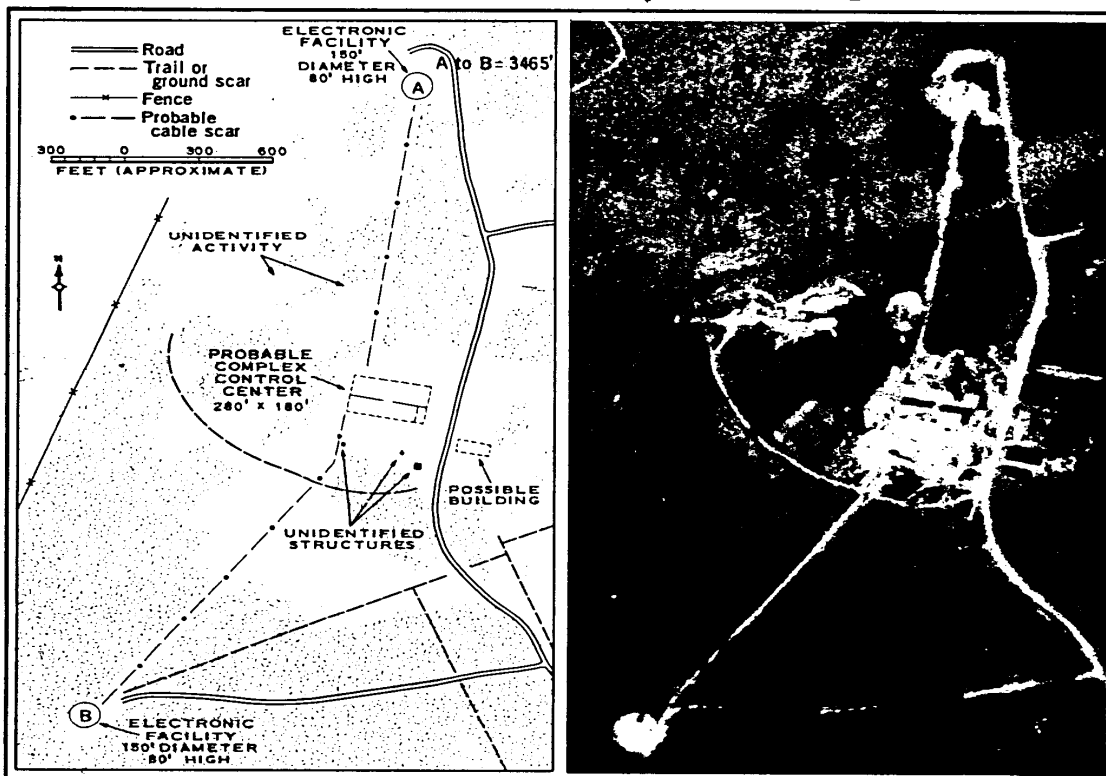 Road
Trail or
ground scar
Fence
Probable
cable scar
300 0 300 600
FEET (APPROXIMATE)
ELECTRONIC
FACILITY
150'
DIAMETER
80' HIGH
A to B = 3465'
A
N
UNIDENTIFIED
ACTIVITY
PROBABLE
COMPLEX
CONTROL
CENTER
280' x 180'
POSSIBLE
BUILDING
UNIDENTIFIED
STRUCTURES
B
ELECTRONIC
FACILITY
150' DIAMETER
80' HIGH